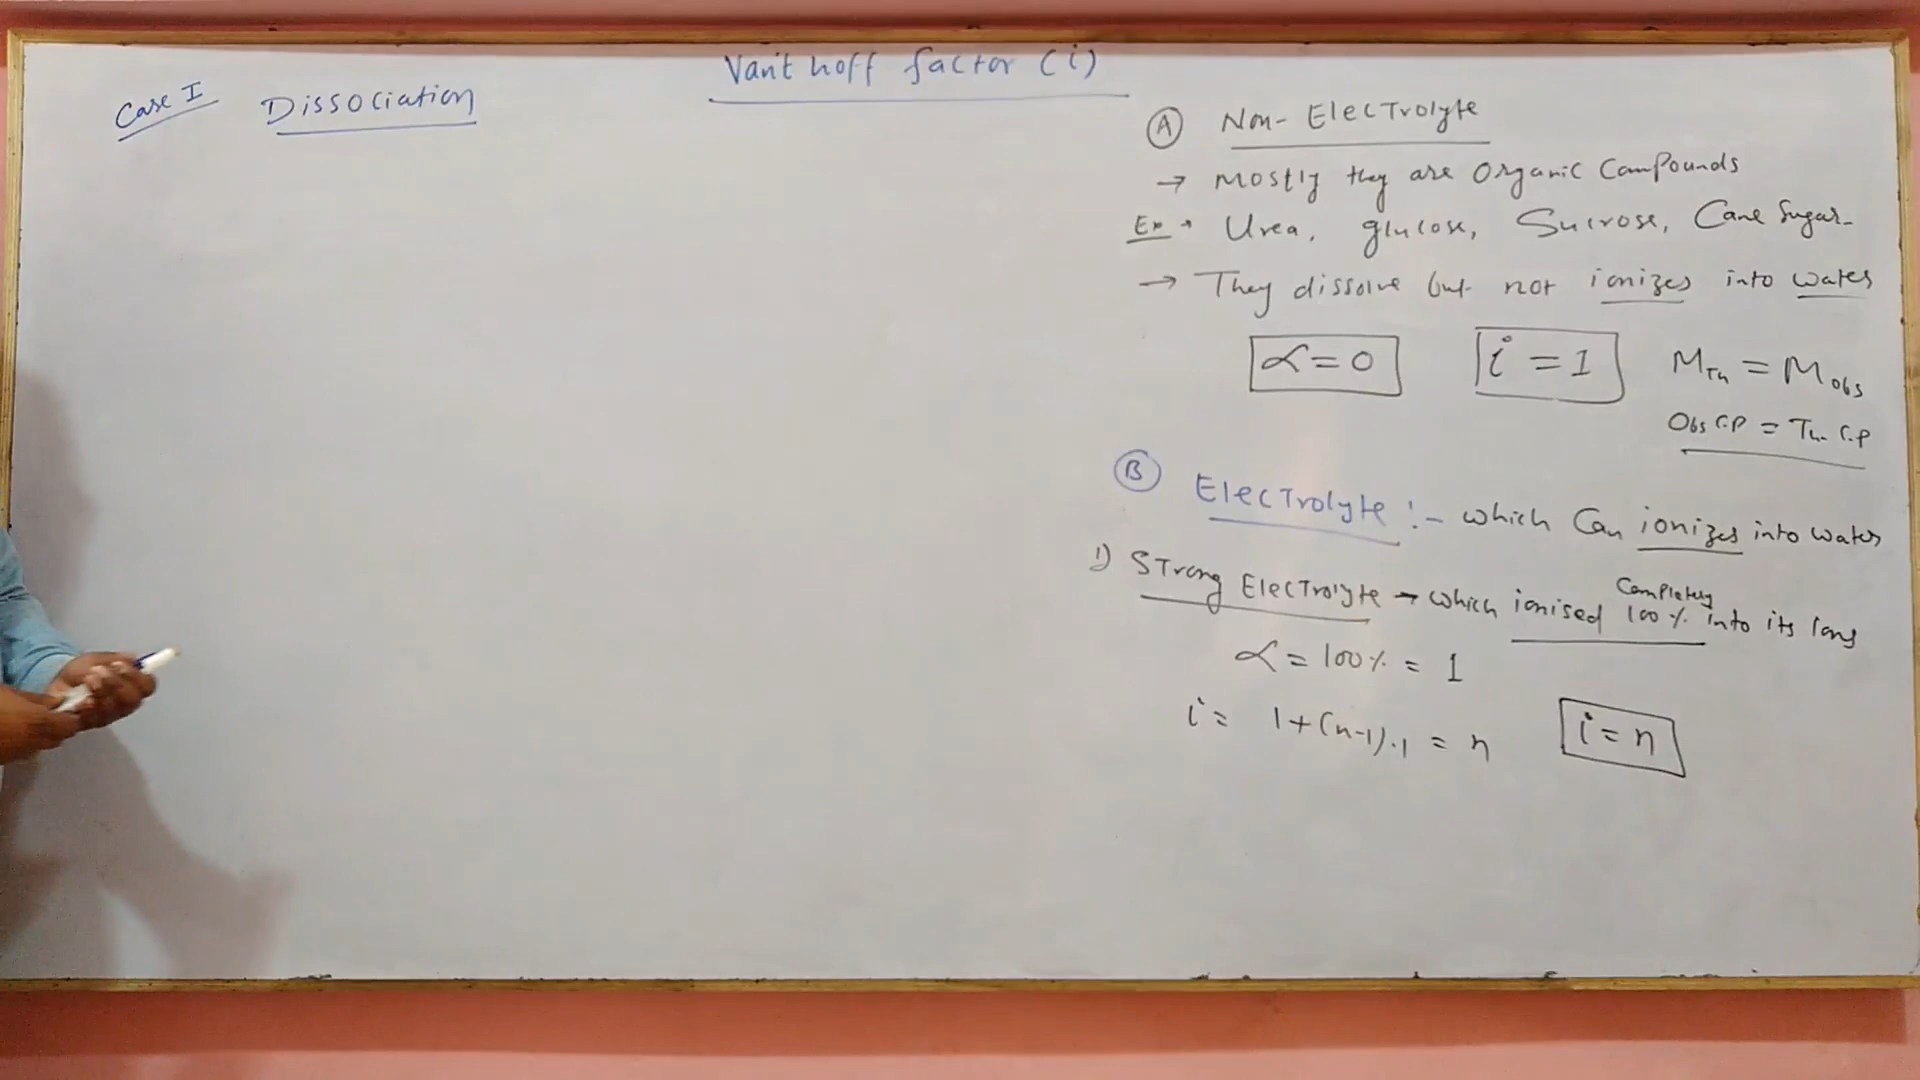 Van't hoff factor (i)
Case I Dissociation
(A) Non-Electrolyte
→ Mostly they are Organic Compounds
Ex → Urea, glucose, Sucrose, Cane Sugar-
→ They dissolve but not ionizes into water
α = 0 i = 1 M_Th = M_obs
Obs C.P = Th. C.P
(B) Electrolyte :- which can ionizes into water
1) Strong Electrolyte → which ionised 100% into its Ions
Completely
α = 100% = 1
i = 1+(n-1).1 = n i = n